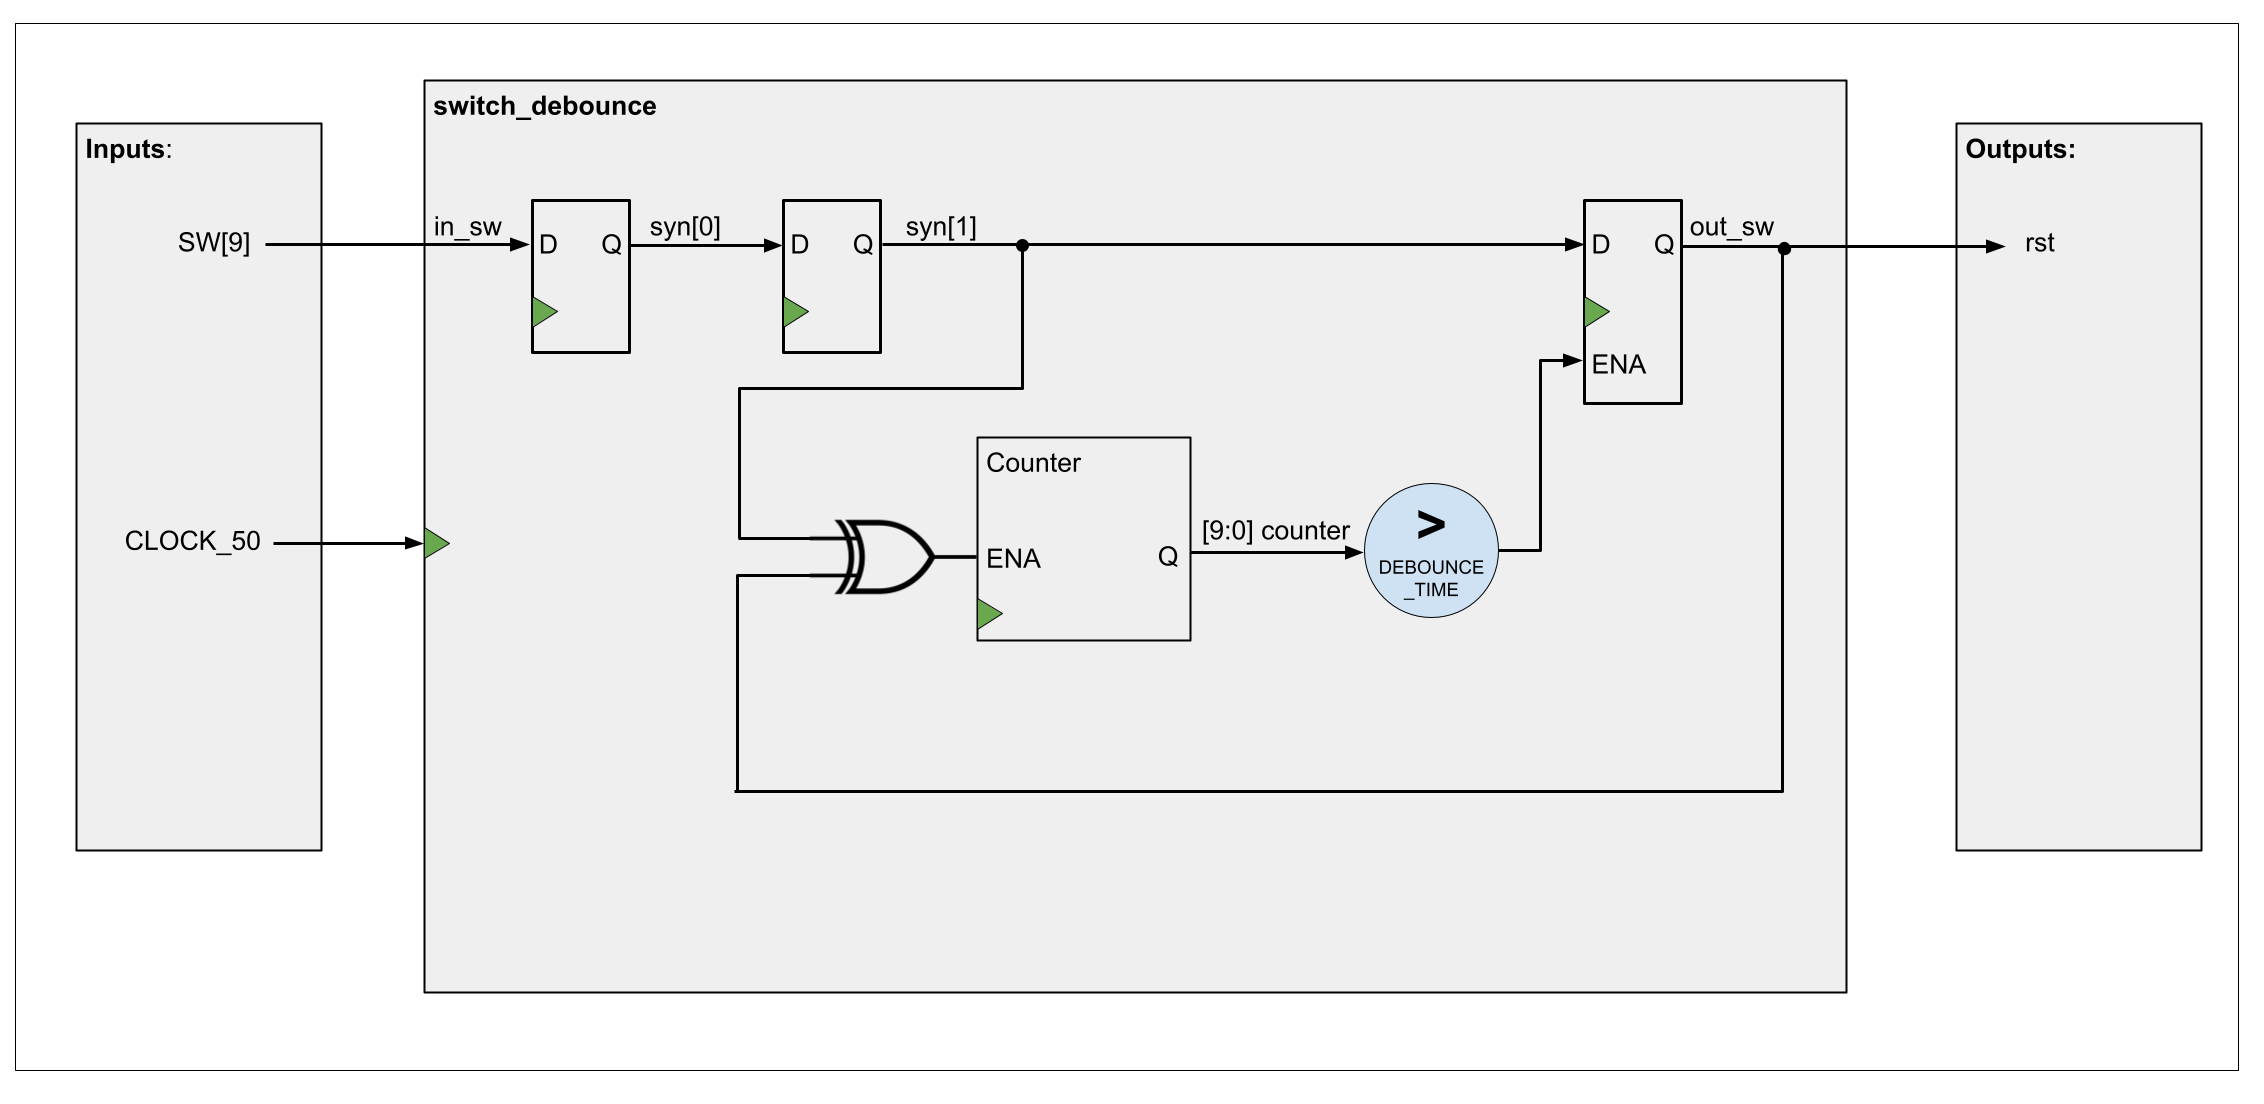 switch_debounce
Inputs:
SW[9]
CLOCK_50
in_sw
D Q
syn[0]
D Q
syn[1]
D Q
ENA
out_sw
Counter
ENA Q
[9:0] counter
>
DEBOUNCE
_TIME
Outputs:
rst